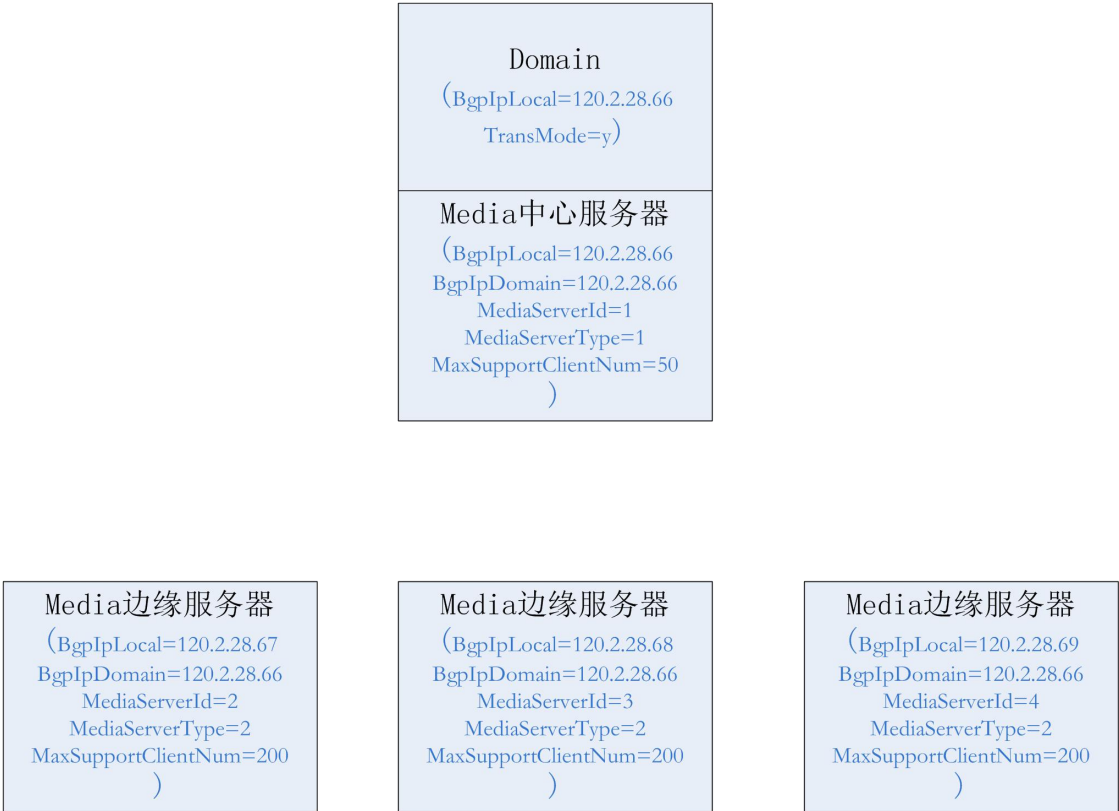 Domain
(BgpIpLocal=120.2.28.66
TransMode=y)
Media中心服务器
(BgpIpLocal=120.2.28.66
BgpIpDomain=120.2.28.66
MediaServerId=1
MediaServerType=1
MaxSupportClientNum=50
)
Media边缘服务器
(BgpIpLocal=120.2.28.67
BgpIpDomain=120.2.28.66
MediaServerId=2
MediaServerType=2
MaxSupportClientNum=200
)
Media边缘服务器
(BgpIpLocal=120.2.28.68
BgpIpDomain=120.2.28.66
MediaServerId=3
MediaServerType=2
MaxSupportClientNum=200
)
Media边缘服务器
(BgpIpLocal=120.2.28.69
BgpIpDomain=120.2.28.66
MediaServerId=4
MediaServerType=2
MaxSupportClientNum=200
)